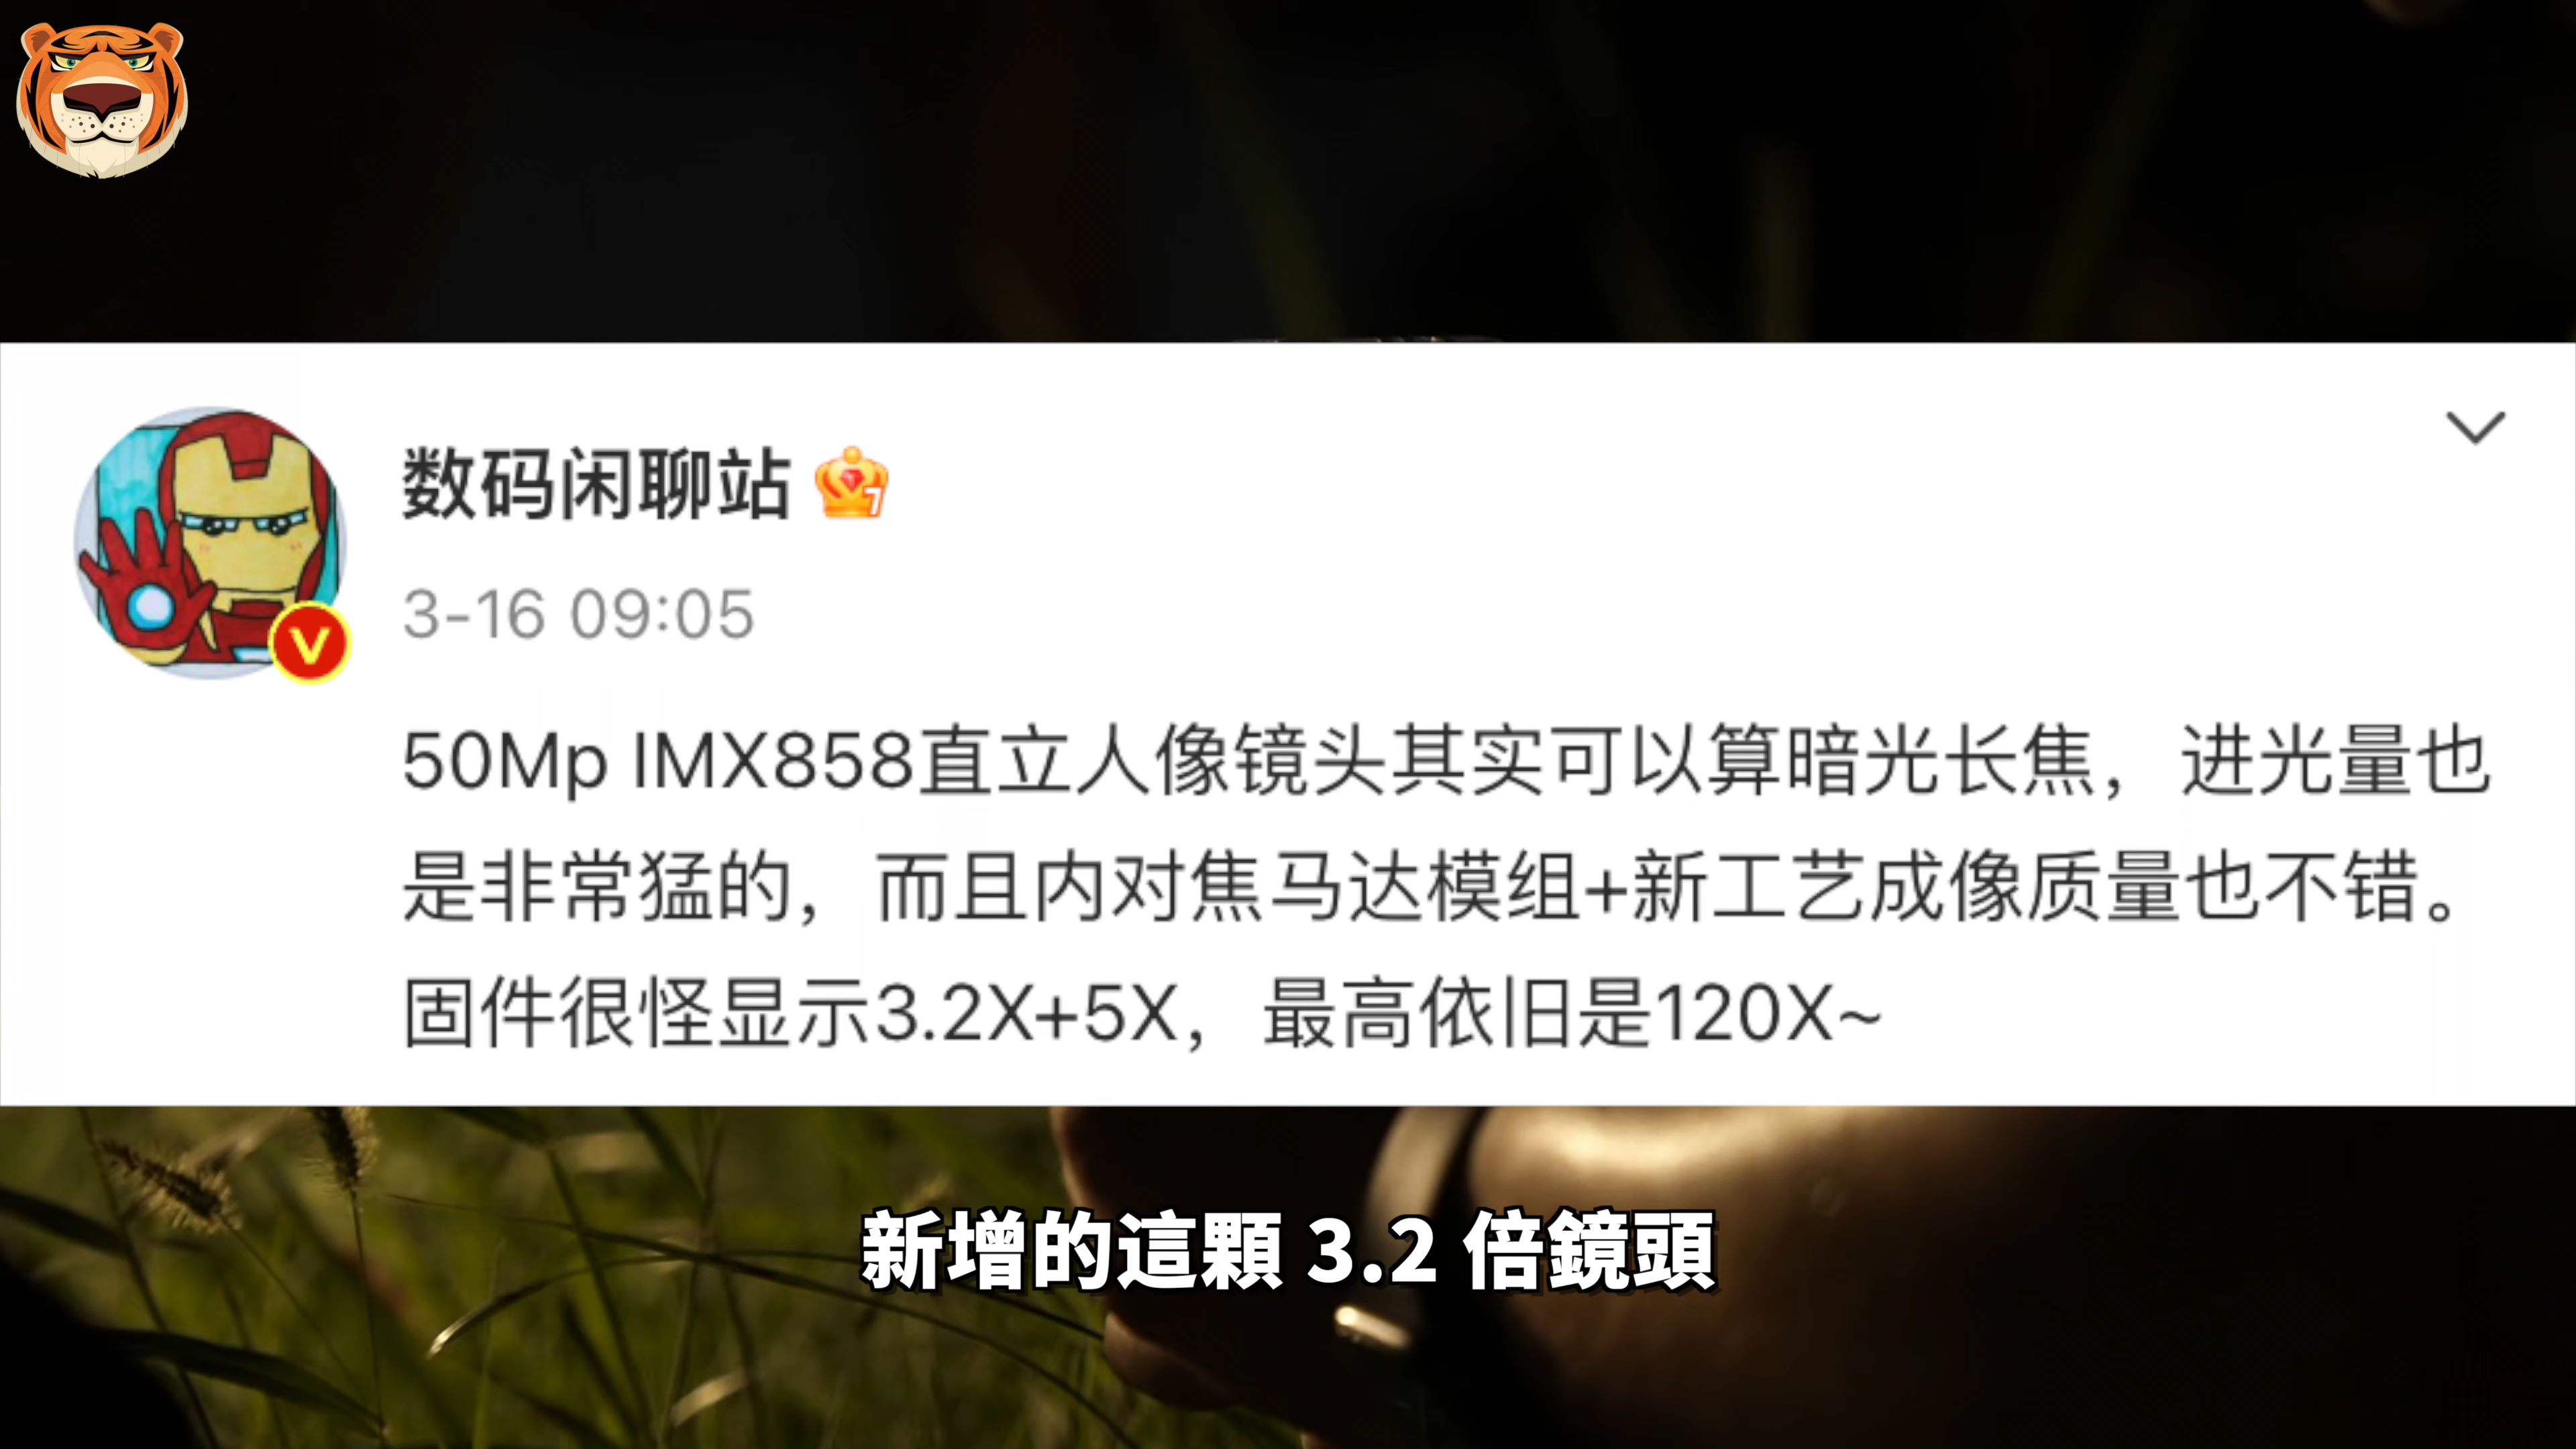 数码闲聊站
7
3-16 09:05
V
50Mp IMX858直立人像镜头其实可以算暗光长焦，进光量也
是非常猛的，而且内对焦马达模组+新工艺成像质量也不错。
固件很怪显示3.2X+5X，最高依旧是120X~
新增的這顆 3.2 倍鏡頭